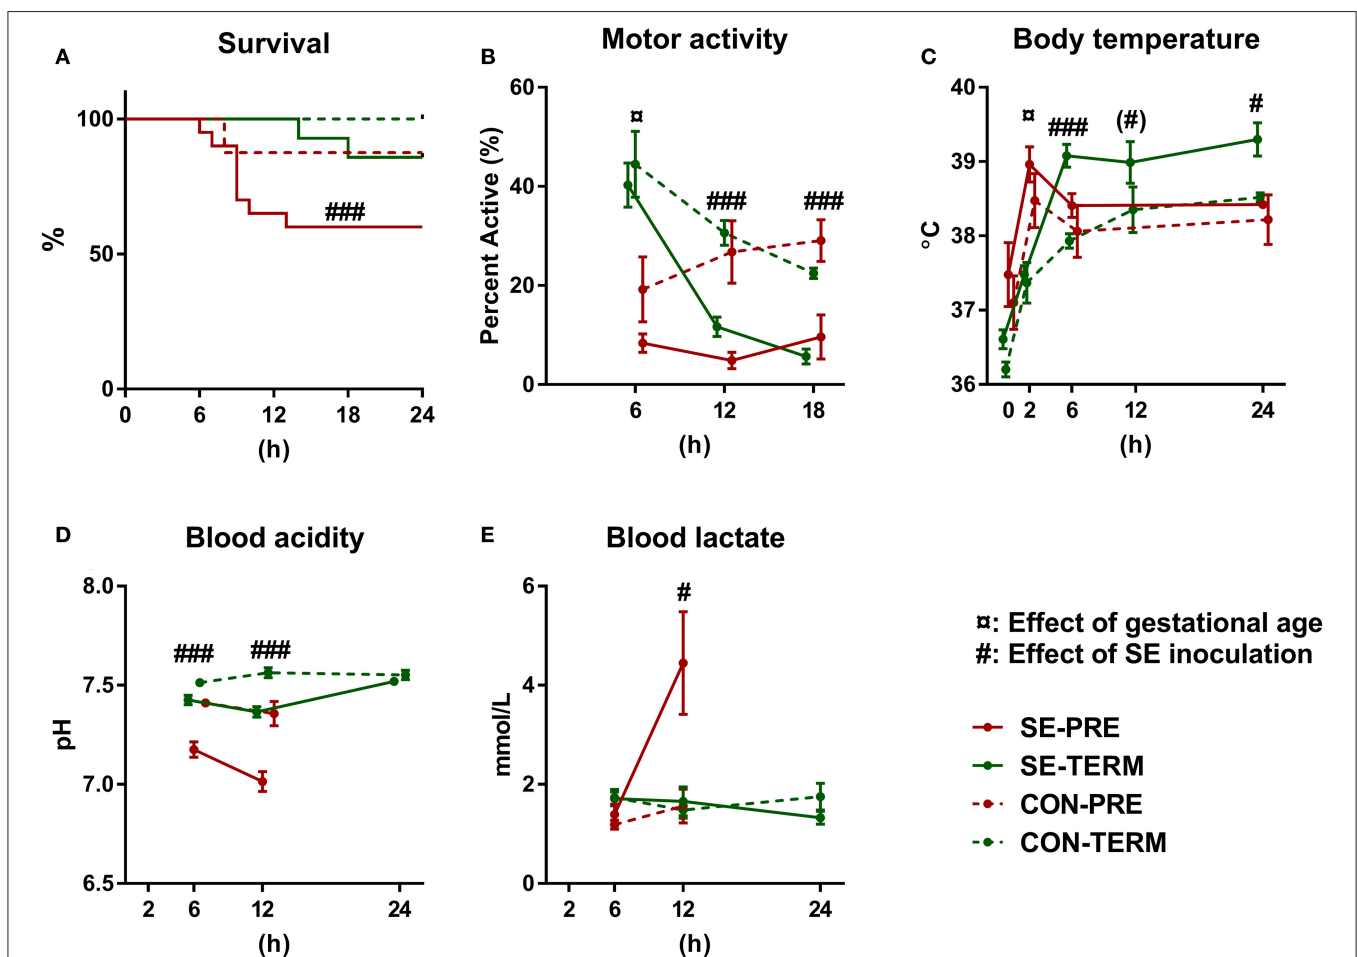 A
Survival
%
100
50
0
###
0 6 12 18 24
(h)
B
Motor activity
Percent Active (%)
60
40
20
0
¤
###
###
6 12 18
(h)
C
Body temperature
°C
40
39
38
37
36
¤
###
(#)
#
0 2 6 12 24
(h)
D
Blood acidity
pH
8.0
7.5
7.0
6.5
###
###
2 6 12 24
(h)
E
Blood lactate
mmol/L
6
4
2
0
#
2 6 12 24
(h)
¤: Effect of gestational age
#: Effect of SE inoculation
SE-PRE
SE-TERM
CON-PRE
CON-TERM